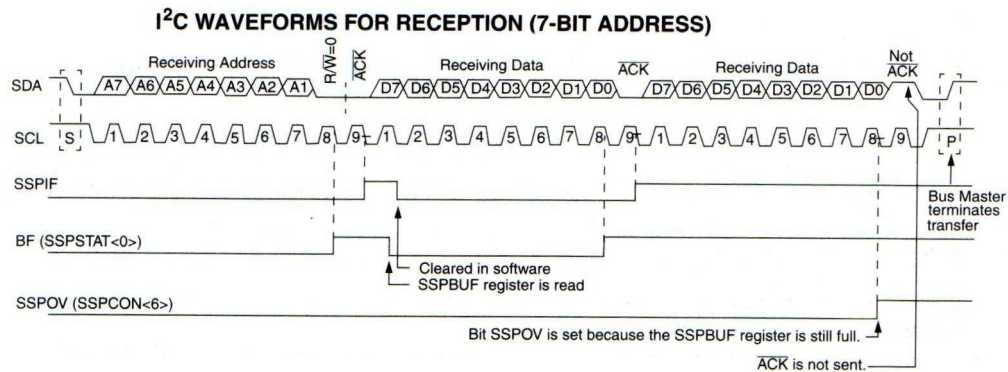 I²C WAVEFORMS FOR RECEPTION (7-BIT ADDRESS)
Receiving Address R/W̅=0 A̅C̅K̅ Receiving Data A̅C̅K̅ Receiving Data Not A̅C̅K̅
SDA A7 A6 A5 A4 A3 A2 A1 D7 D6 D5 D4 D3 D2 D1 D0 D7 D6 D5 D4 D3 D2 D1 D0
SCL S 1 2 3 4 5 6 7 8 9 1 2 3 4 5 6 7 8 9 1 2 3 4 5 6 7 8 9 P
SSPIF
Bus Master
terminates
transfer
BF (SSPSTAT<0>)
Cleared in software
SSPBUF register is read
SSPOV (SSPCON<6>)
Bit SSPOV is set because the SSPBUF register is still full.
A̅C̅K̅ is not sent.